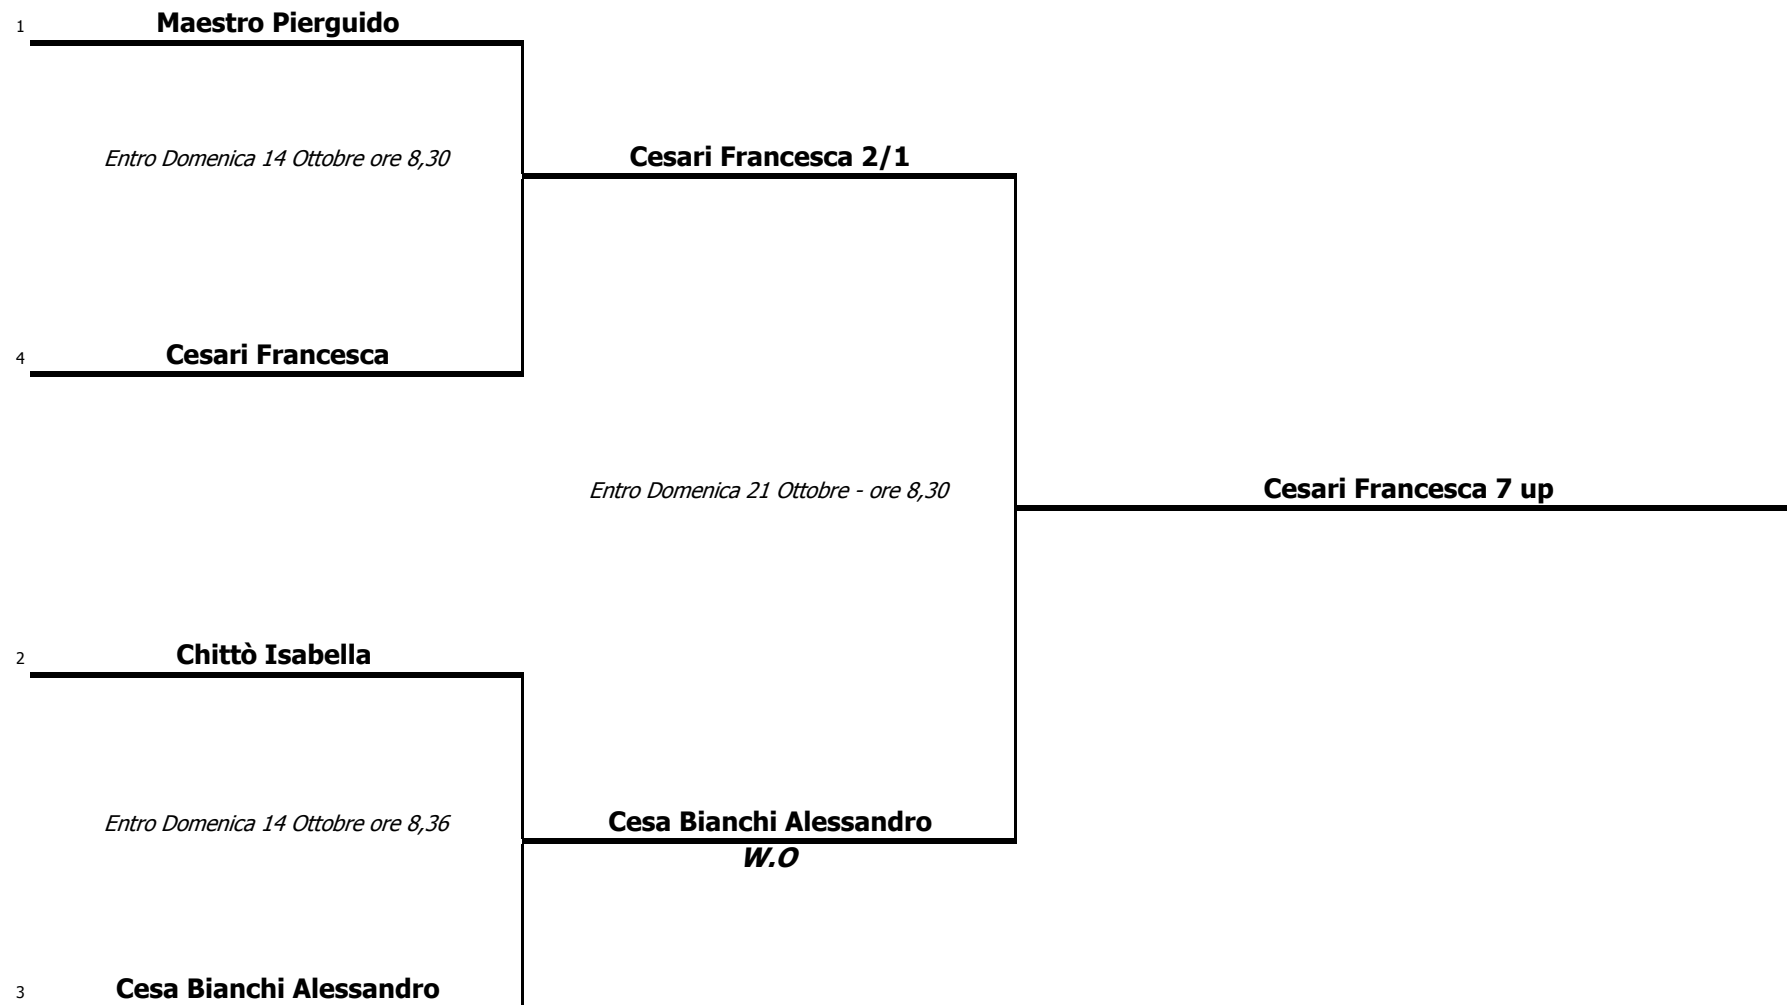 1 Maestro Pierguido
Entro Domenica 14 Ottobre ore 8,30
Cesari Francesca 2/1
4 Cesari Francesca
Entro Domenica 21 Ottobre - ore 8,30
Cesari Francesca 7 up
2 Chittò Isabella
Entro Domenica 14 Ottobre ore 8,36
Cesa Bianchi Alessandro
W.O
3 Cesa Bianchi Alessandro